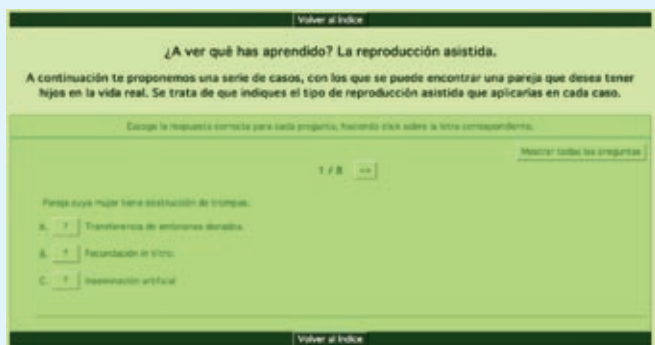 Volver al índice
¿A ver qué has aprendido? La reproducción asistida.
A continuación te proponemos una serie de casos, con los que se puede encontrar una pareja que desea tener
hijos en la vida real. Se trata de que indiques el tipo de reproducción asistida que aplicarías en cada caso.
Escoge la respuesta correcta para cada pregunta, haciendo click sobre la letra correspondiente.
Mostrar todas las preguntas
1 / 8 =>
Pareja cuya mujer tiene obstrucción de trompas.
A. ? Transferencia de embriones donados.
B. ? Fecundación in Vitro.
C. ? Inseminación artificial
Volver al índice